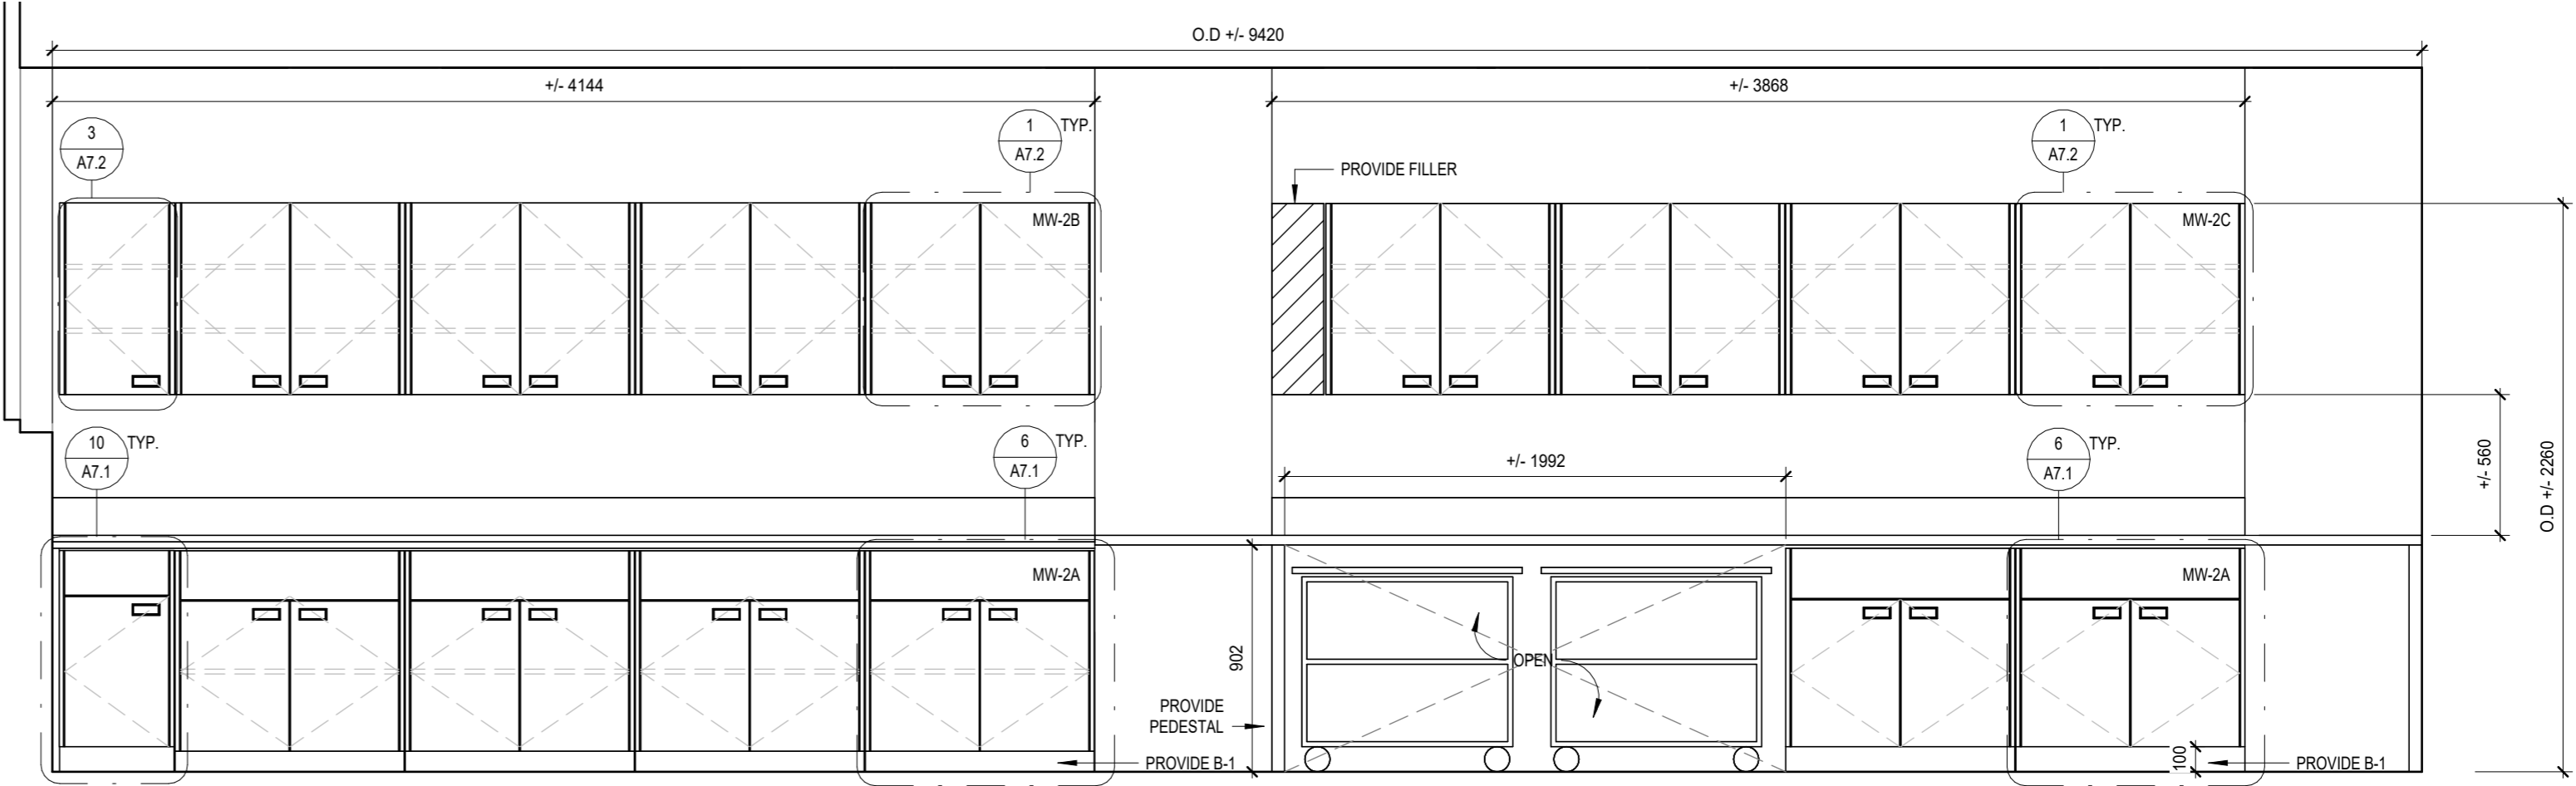 O.D +/- 9420
+/- 4144
+/- 3868
3
A7.2
1
A7.2
TYP.
1
A7.2
TYP.
PROVIDE FILLER
MW-2B
MW-2C
10
A7.1
TYP.
6
A7.1
TYP.
+/- 1992
6
A7.1
TYP.
+/- 560
O.D +/- 2260
MW-2A
MW-2A
902
OPEN
PROVIDE
PEDESTAL
PROVIDE B-1
100
PROVIDE B-1